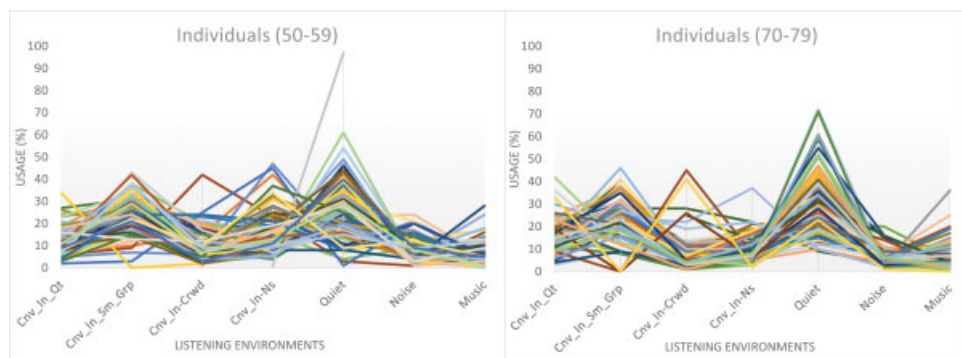 Individuals (50-59)
100
90
80
70
60
50
40
30
20
10
0
USAGE (%)
Cnv_In_Qt
Cnv_In_Sm_Grp
Cnv_In-Crwd
Cnv_In-Ns
Quiet
Noise
Music
LISTENING ENVIRONMENTS
Individuals (70-79)
100
90
80
70
60
50
40
30
20
10
0
USAGE (%)
Cnv_In_Qt
Cnv_In_Sm_Grp
Cnv_In-Crwd
Cnv_In-Ns
Quiet
Noise
Music
LISTENING ENVIRONMENTS